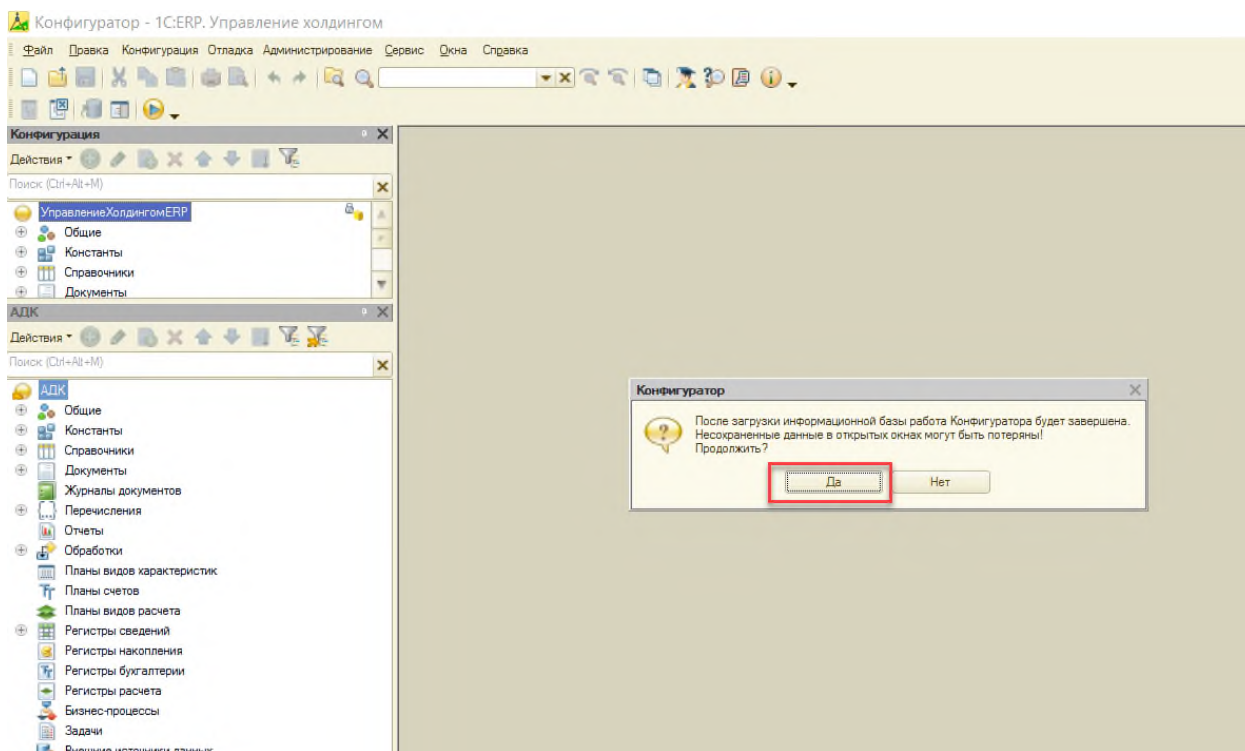 Конфигуратор - 1С:ERP. Управление холдингом
Файл Правка Конфигурация Отладка Администрирование Сервис Окна Справка
Конфигурация
Действия
Поиск (Ctrl+Alt+M)
УправлениеХолдингомERP
Общие
Константы
Справочники
Документы
АДК
Действия
Поиск (Ctrl+Alt+M)
АДК
Общие
Константы
Справочники
Документы
Журналы документов
Перечисления
Отчеты
Обработки
Планы видов характеристик
Планы счетов
Планы видов расчета
Регистры сведений
Регистры накопления
Регистры бухгалтерии
Регистры расчета
Бизнес-процессы
Задачи
Внешние источники данных
Конфигуратор
После загрузки информационной базы работа Конфигуратора будет завершена.
Несохраненные данные в открытых окнах могут быть потеряны!
Продолжить?
Да Нет